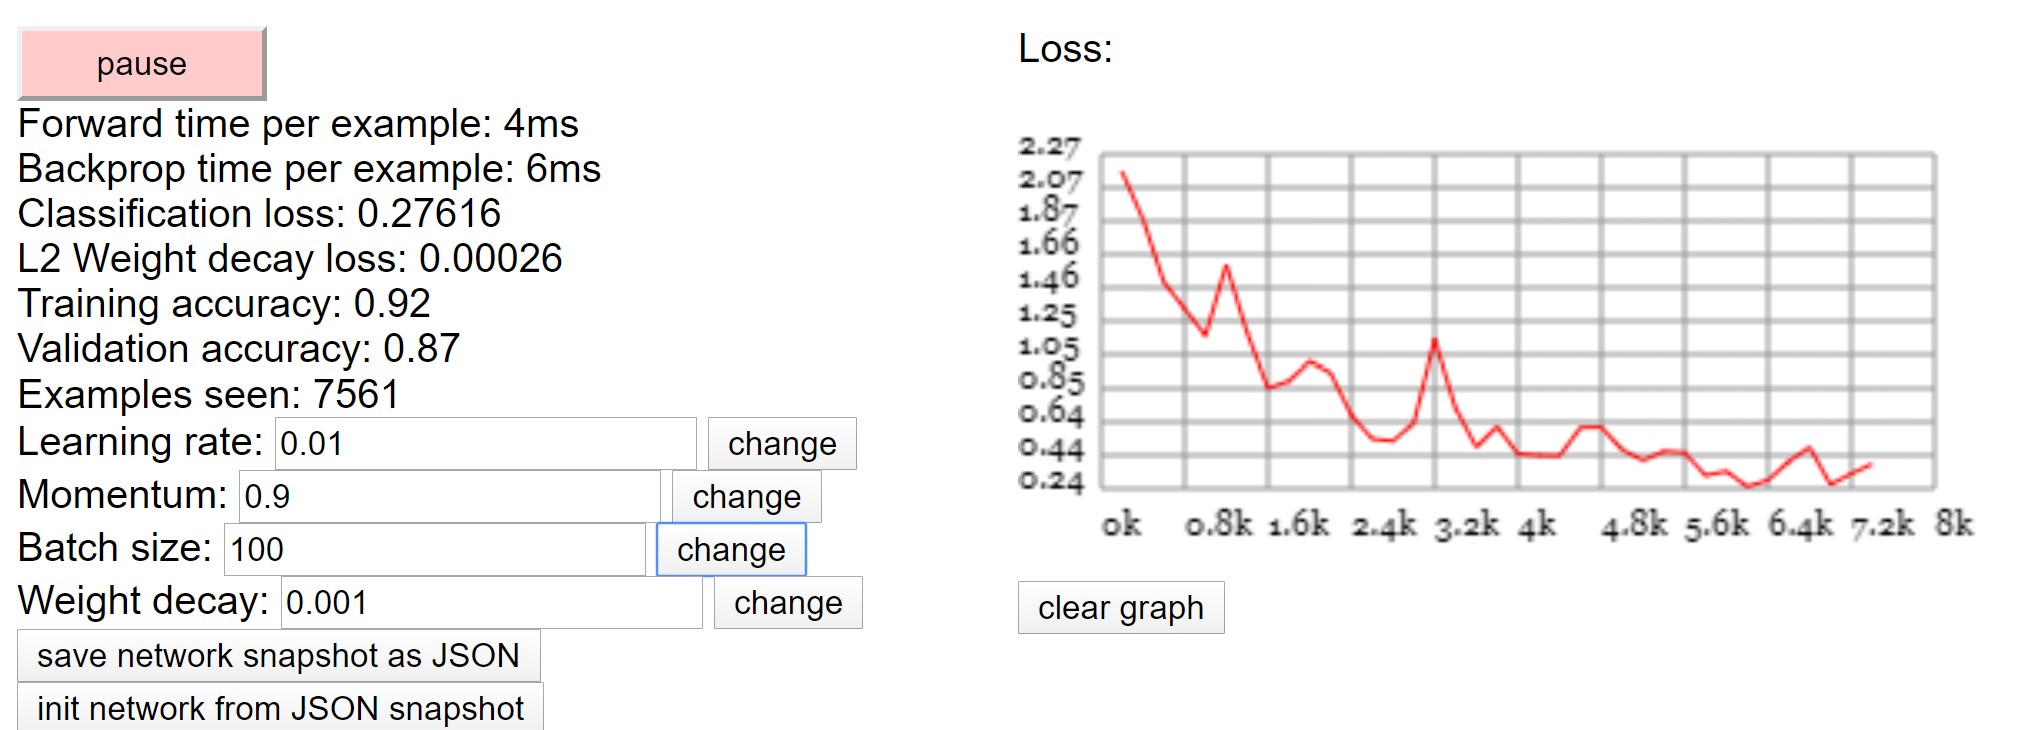 pause
Forward time per example: 4ms
Backprop time per example: 6ms
Classification loss: 0.27616
L2 Weight decay loss: 0.00026
Training accuracy: 0.92
Validation accuracy: 0.87
Examples seen: 7561
Learning rate: 0.01 change
Momentum: 0.9 change
Batch size: 100 change
Weight decay: 0.001 change
save network snapshot as JSON
init network from JSON snapshot
Loss:
2.27
2.07
1.87
1.66
1.46
1.25
1.05
0.85
0.64
0.44
0.24
0k 0.8k 1.6k 2.4k 3.2k 4k 4.8k 5.6k 6.4k 7.2k 8k
clear graph